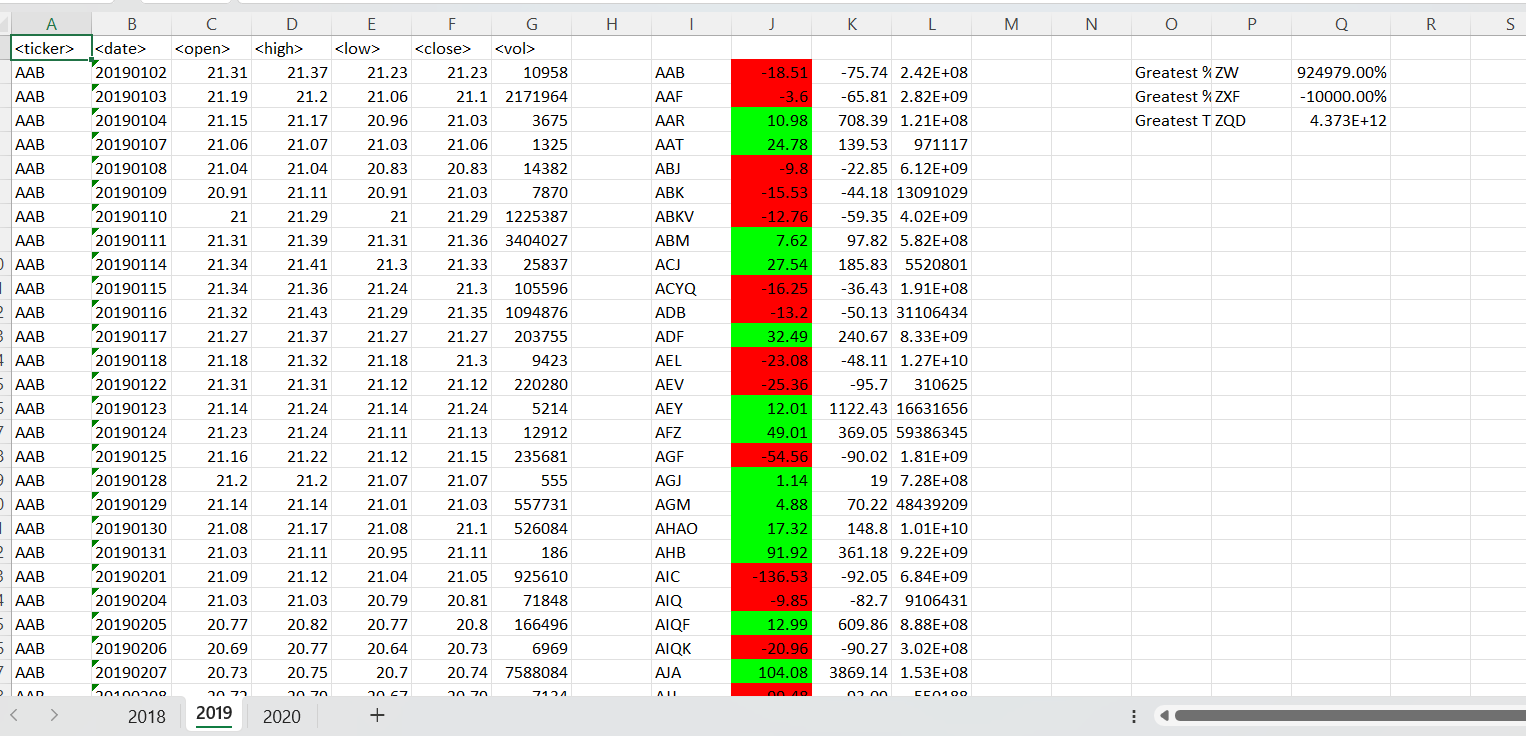 A B C D E F G H I J K L M N O P Q R S
<ticker> <date> <open> <high> <low> <close> <vol>
AAB 20190102 21.31 21.37 21.23 21.23 10958 AAB -18.51 -75.74 2.42E+08 Greatest % ZW 924979.00%
AAB 20190103 21.19 21.2 21.06 21.1 2171964 AAF -3.6 -65.81 2.82E+09 Greatest % ZXF -10000.00%
AAB 20190104 21.15 21.17 20.96 21.03 3675 AAR 10.98 708.39 1.21E+08 Greatest T ZQD 4.373E+12
AAB 20190107 21.06 21.07 21.03 21.06 1325 AAT 24.78 139.53 971117
AAB 20190108 21.04 21.04 20.83 20.83 14382 ABJ -9.8 -22.85 6.12E+09
AAB 20190109 20.91 21.11 20.91 21.03 7870 ABK -15.53 -44.18 13091029
AAB 20190110 21 21.29 21 21.29 1225387 ABKV -12.76 -59.35 4.02E+09
AAB 20190111 21.31 21.39 21.31 21.36 3404027 ABM 7.62 97.82 5.82E+08
AAB 20190114 21.34 21.41 21.3 21.33 25837 ACJ 27.54 185.83 5520801
AAB 20190115 21.34 21.36 21.24 21.3 105596 ACYQ -16.25 -36.43 1.91E+08
AAB 20190116 21.32 21.43 21.29 21.35 1094876 ADB -13.2 -50.13 31106434
AAB 20190117 21.27 21.37 21.27 21.27 203755 ADF 32.49 240.67 8.33E+09
AAB 20190118 21.18 21.32 21.18 21.3 9423 AEL -23.08 -48.11 1.27E+10
AAB 20190122 21.31 21.31 21.12 21.12 220280 AEV -25.36 -95.7 310625
AAB 20190123 21.14 21.24 21.14 21.24 5214 AEY 12.01 1122.43 16631656
AAB 20190124 21.23 21.24 21.11 21.13 12912 AFZ 49.01 369.05 59386345
AAB 20190125 21.16 21.22 21.12 21.15 235681 AGF -54.56 -90.02 1.81E+09
AAB 20190128 21.2 21.2 21.07 21.07 555 AGJ 1.14 19 7.28E+08
AAB 20190129 21.14 21.14 21.01 21.03 557731 AGM 4.88 70.22 48439209
AAB 20190130 21.08 21.17 21.08 21.1 526084 AHAO 17.32 148.8 1.01E+10
AAB 20190131 21.03 21.11 20.95 21.11 186 AHB 91.92 361.18 9.22E+09
AAB 20190201 21.09 21.12 21.04 21.05 925610 AIC -136.53 -92.05 6.84E+09
AAB 20190204 21.03 21.03 20.79 20.81 71848 AIQ -9.85 -82.7 9106431
AAB 20190205 20.77 20.82 20.77 20.8 166496 AIQF 12.99 609.86 8.88E+08
AAB 20190206 20.69 20.77 20.64 20.73 6969 AIQK -20.96 -90.27 3.02E+08
AAB 20190207 20.73 20.75 20.7 20.74 7588084 AJA 104.08 3869.14 1.53E+08
2018 2019 2020